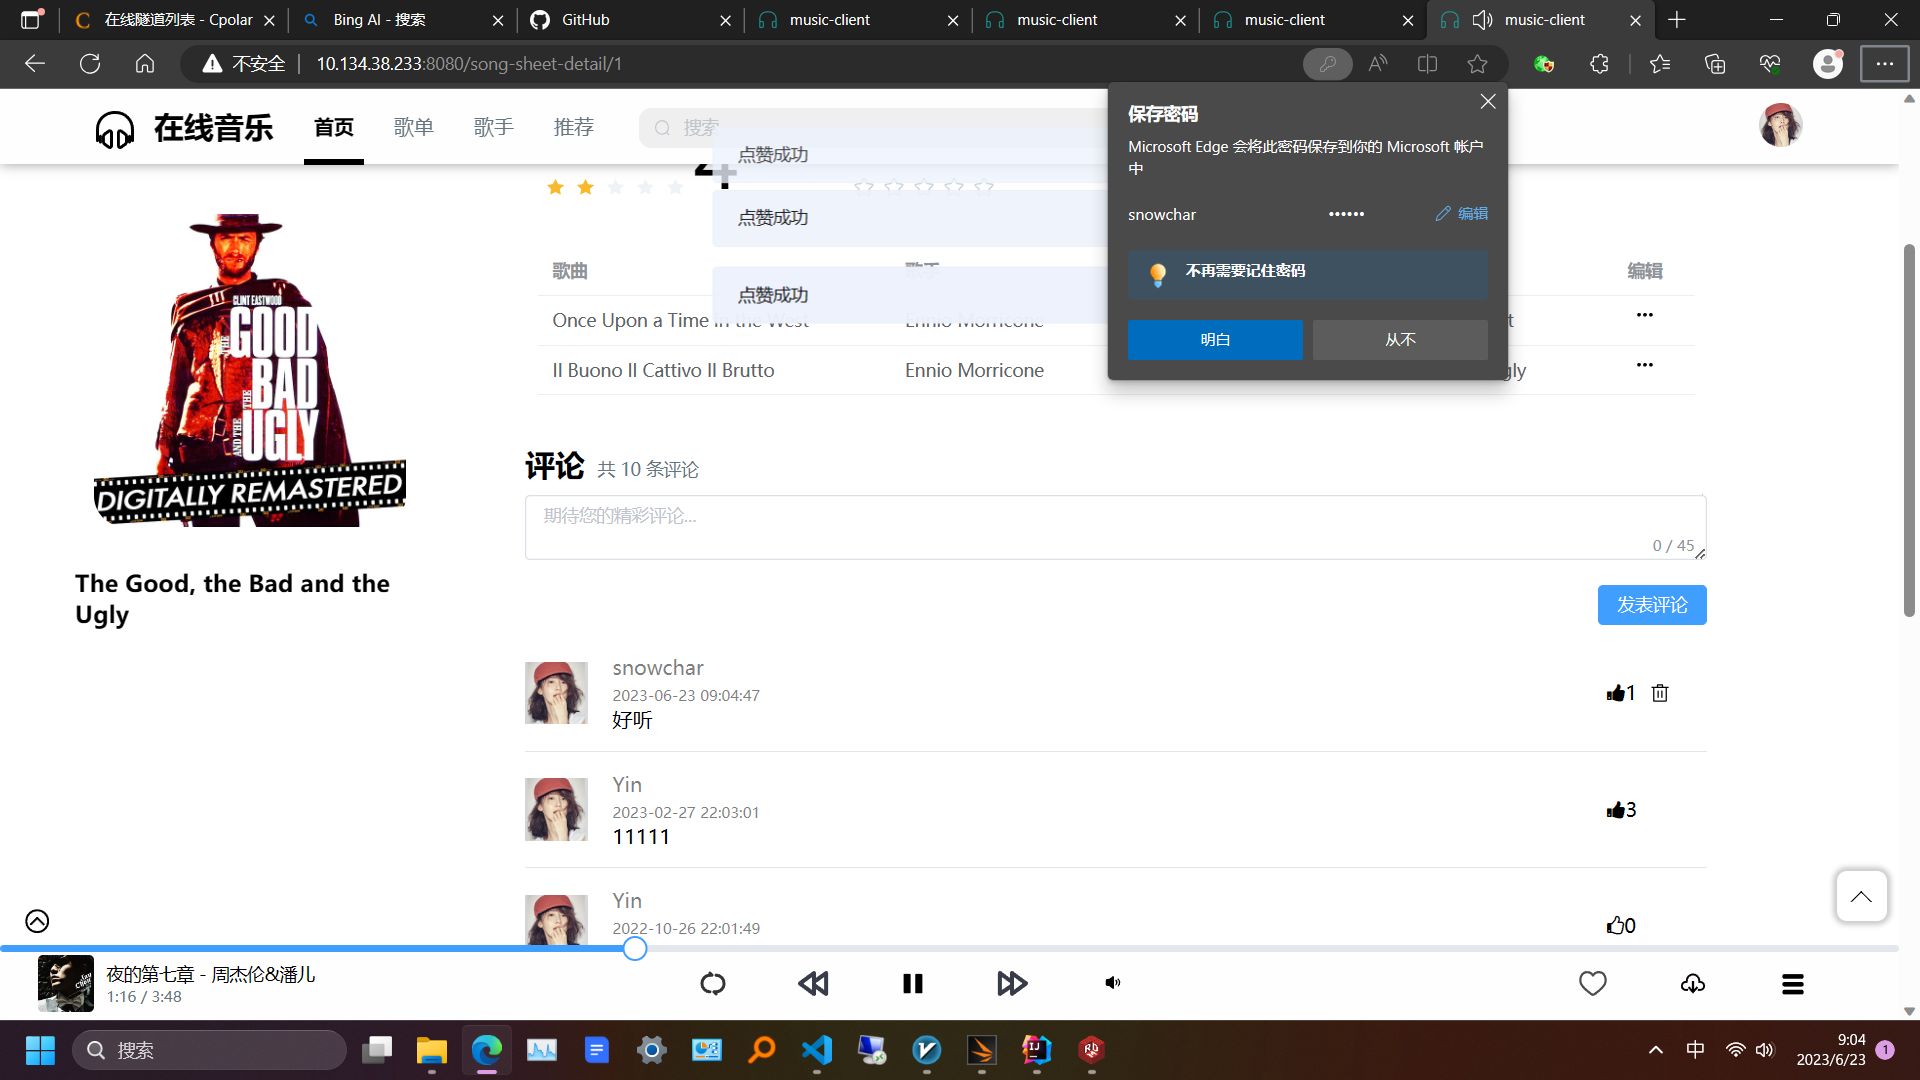 在线隧道列表 - Cpolar
Bing AI - 搜索
GitHub
music-client
music-client
music-client
music-client
不安全
10.134.38.233:8080/song-sheet-detail/1
在线音乐
首页
歌单
歌手
推荐
搜索
点赞成功
点赞成功
点赞成功
保存密码
Microsoft Edge 会将此密码保存到你的 Microsoft 帐户
中
snowchar
••••••
编辑
不再需要记住密码
明白
从不
CLINT EASTWOOD
THE
GOOD
THE
BAD
AND THE
UGLY
DIGITALLY REMASTERED
The Good, the Bad and the
Ugly
歌曲
歌手
编辑
Once Upon a Time in the West
Ennio Morricone
Il Buono Il Cattivo Il Brutto
Ennio Morricone
评论
共 10 条评论
期待您的精彩评论...
0 / 45
发表评论
snowchar
2023-06-23 09:04:47
好听
1
Yin
2023-02-27 22:03:01
11111
3
Yin
2022-10-26 22:01:49
0
夜的第七章 - 周杰伦&潘儿
1:16 / 3:48
搜索
中
9:04
2023/6/23
1